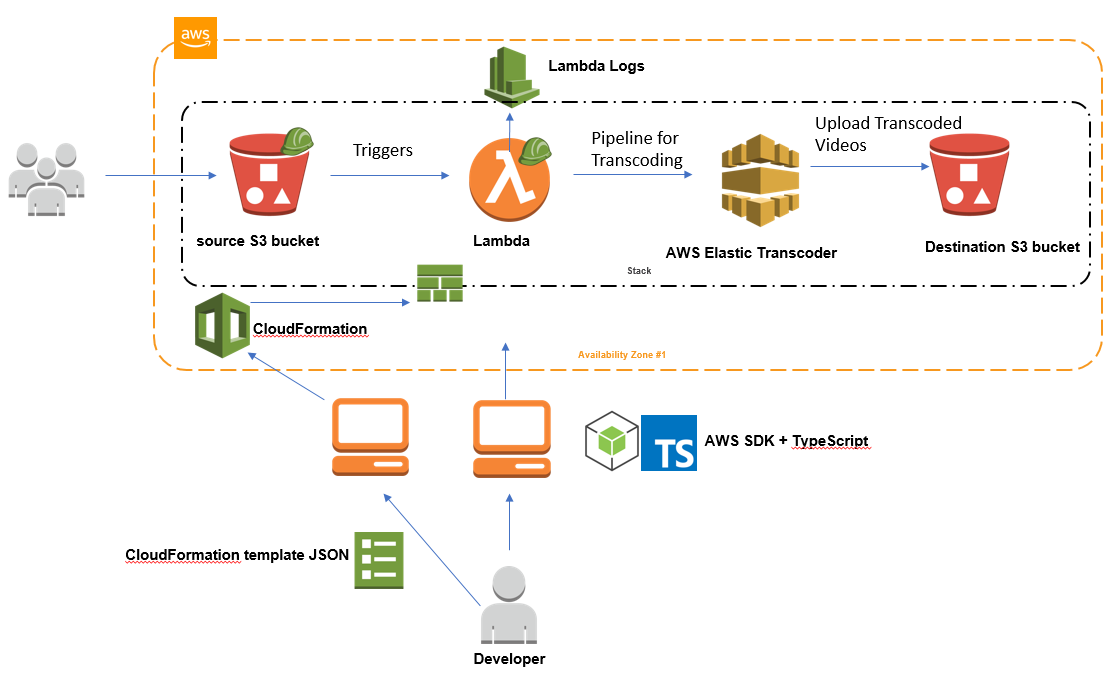 aws
Lambda Logs
Triggers
Pipeline for
Transcoding
Upload Transcoded
Videos
source S3 bucket
Lambda
AWS Elastic Transcoder
Destination S3 bucket
Stack
CloudFormation
Availability Zone #1
TS
AWS SDK + TypeScript
CloudFormation template JSON
Developer